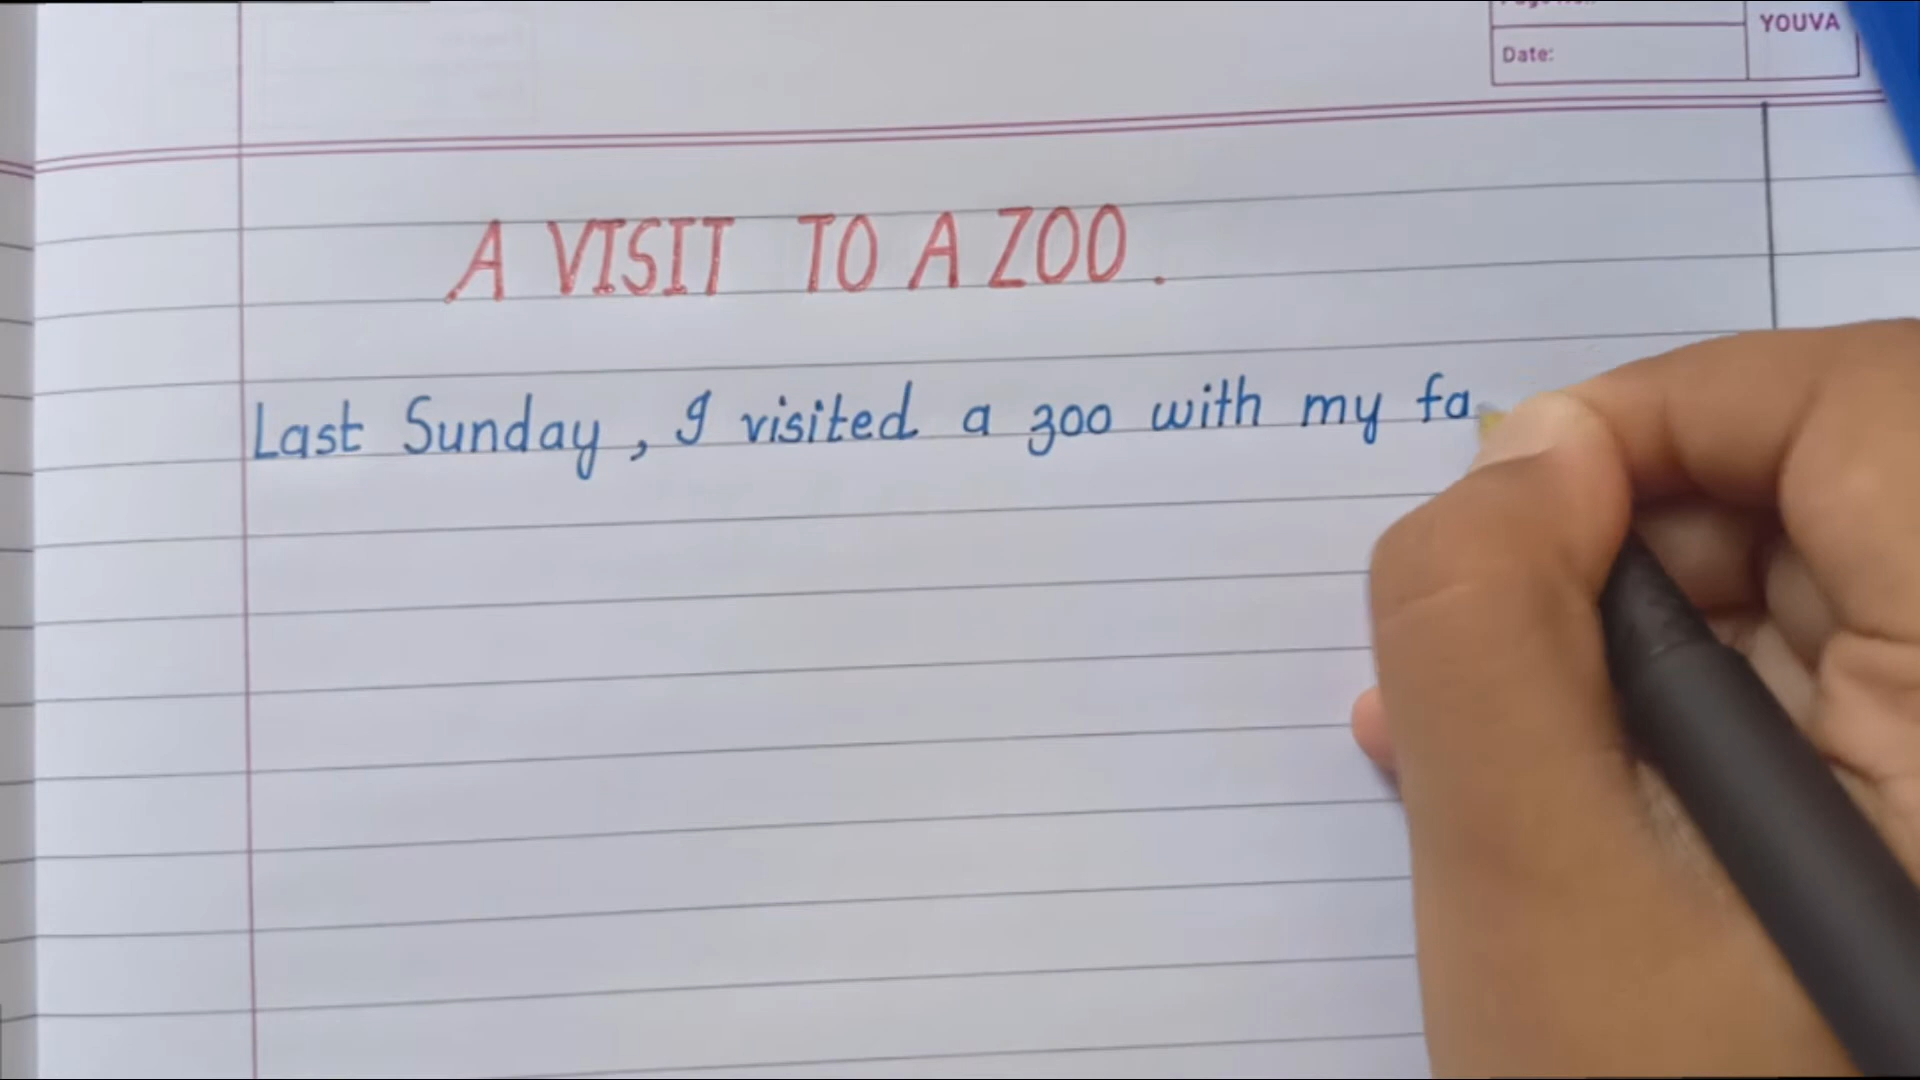 YOUVA
Date:
A VISIT TO A ZOO.
Last Sunday, I visited a zoo with my fa